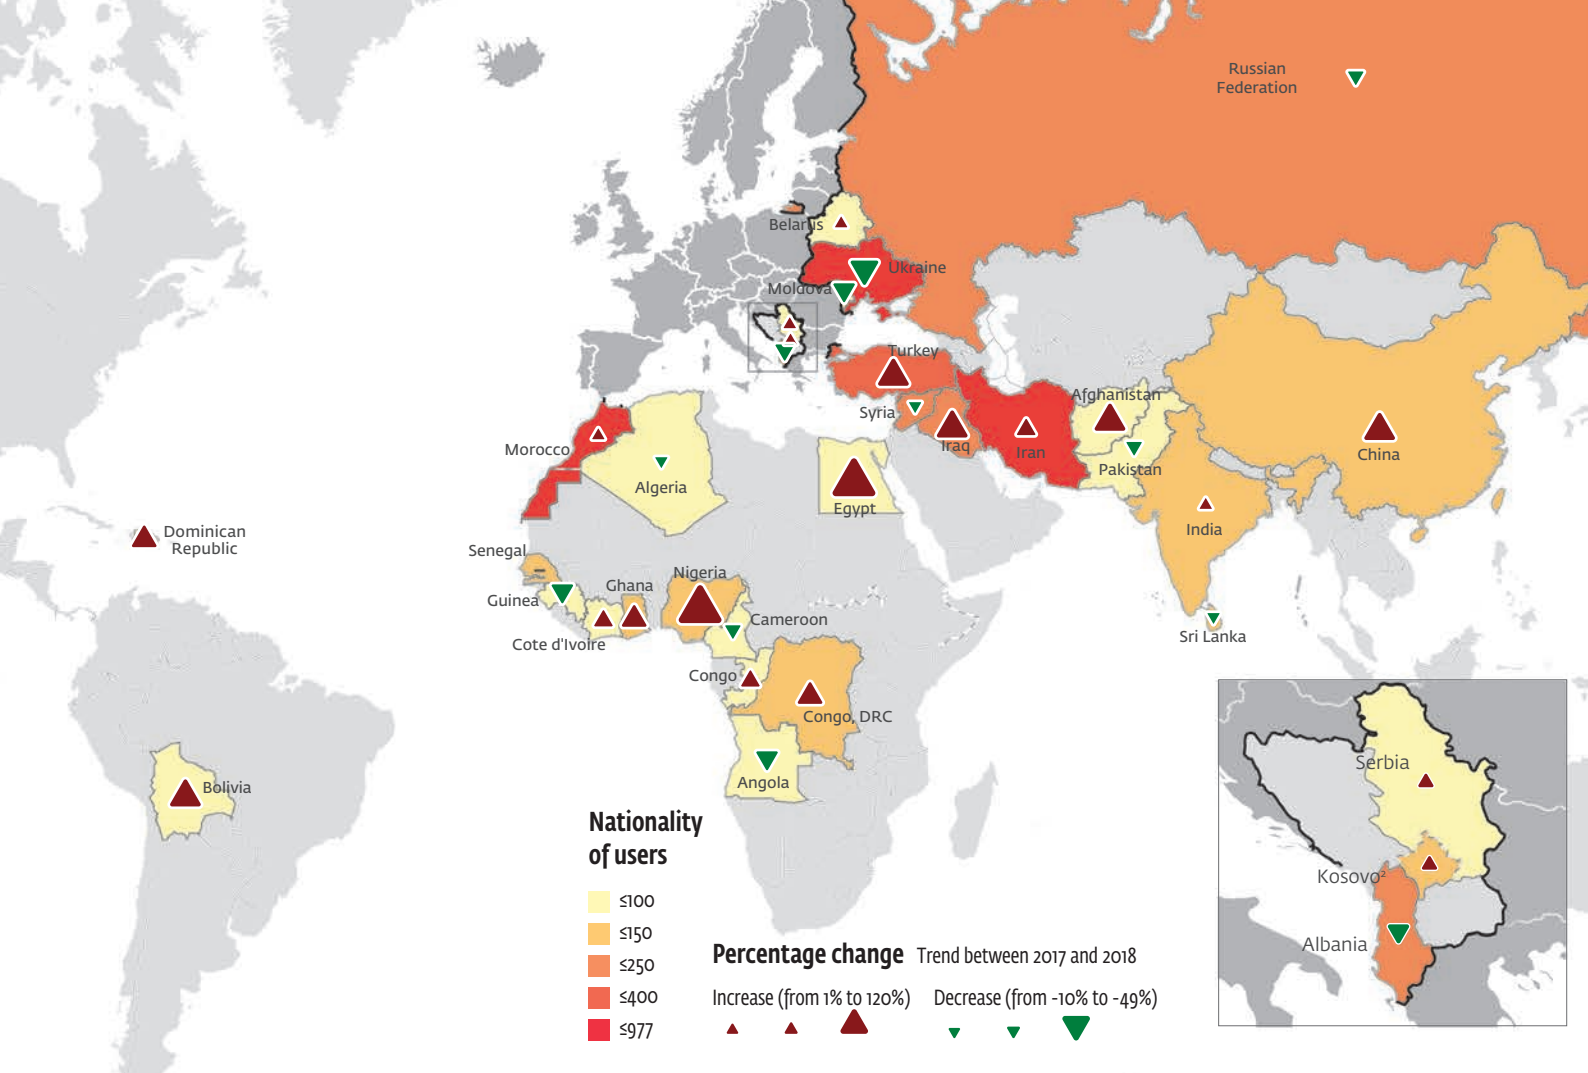 Russian
Federation
Belarus
Ukraine
Moldova
Turkey
Afghanistan
Syria
Morocco
Iraq
Iran
China
Pakistan
Algeria
Egypt
India
Dominican
Republic
Senegal
Nigeria
Ghana
Guinea
Cameroon
Sri Lanka
Cote d'Ivoire
Congo
Congo, DRC
Angola
Bolivia
Serbia
Kosovo²
Albania
Nationality
of users
≤100
≤150
≤250
≤400
≤977
Percentage change Trend between 2017 and 2018
Increase (from 1% to 120%) Decrease (from -10% to -49%)